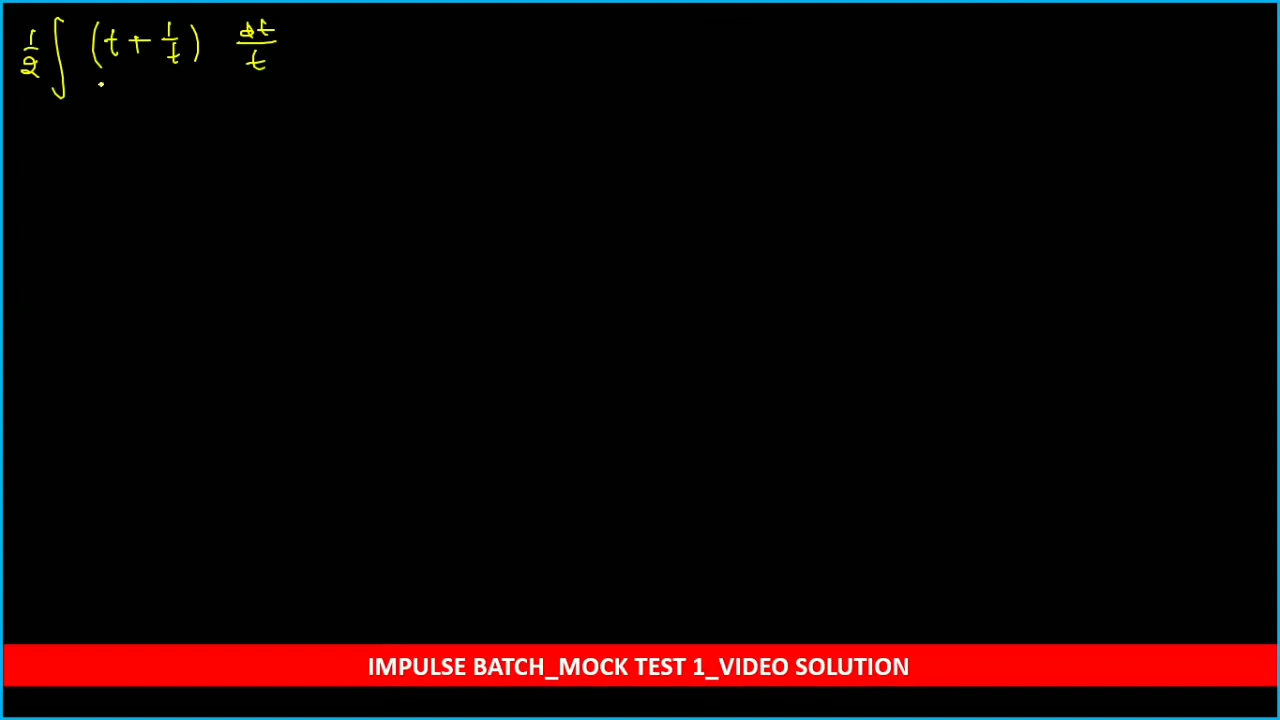 1/2 ∫ (t + 1/t) dt/t
IMPULSE BATCH_MOCK TEST 1_VIDEO SOLUTION